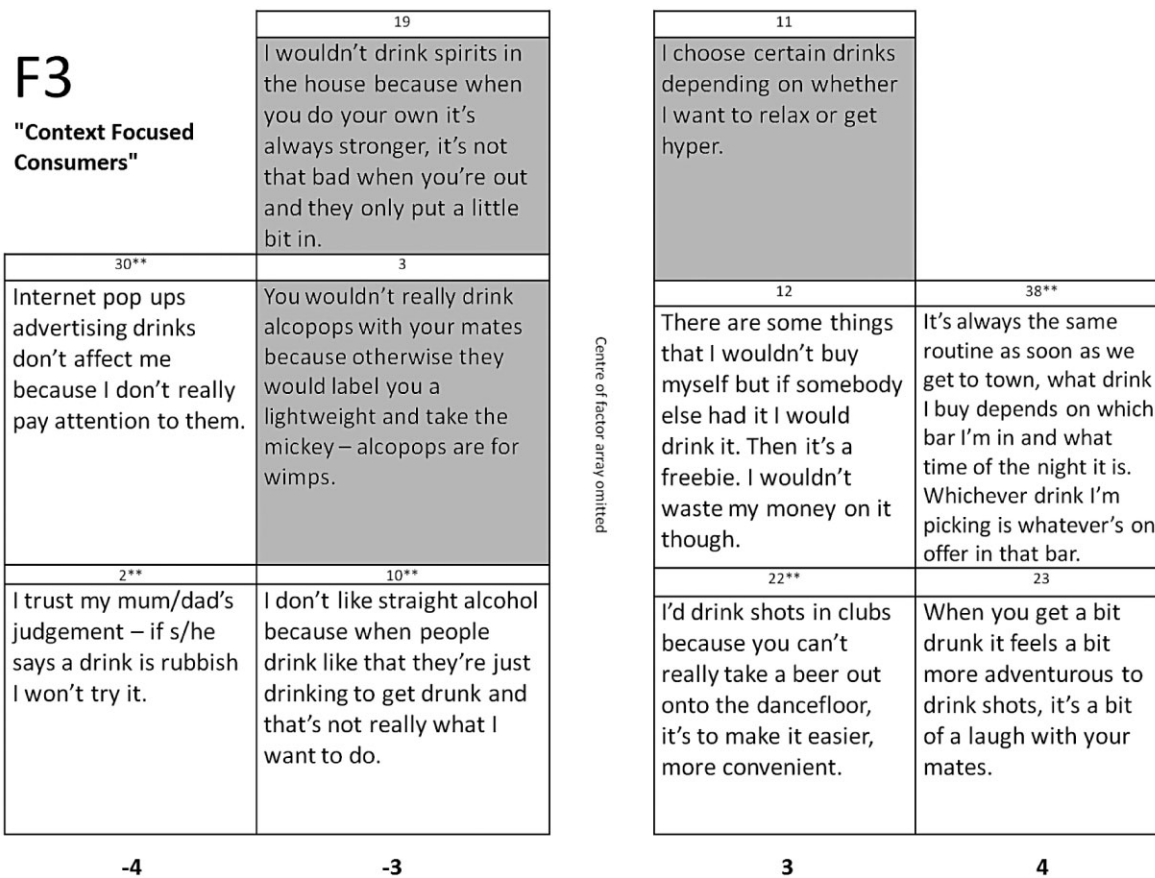 F3
"Context Focused
Consumers"
19
I wouldn’t drink spirits in
the house because when
you do your own it’s
always stronger, it’s not
that bad when you’re out
and they only put a little
bit in.
30**
Internet pop ups
advertising drinks
don’t affect me
because I don’t really
pay attention to them.
3
You wouldn’t really drink
alcopops with your mates
because otherwise they
would label you a
lightweight and take the
mickey – alcopops are for
wimps.
2**
I trust my mum/dad’s
judgement – if s/he
says a drink is rubbish
I won’t try it.
10**
I don’t like straight alcohol
because when people
drink like that they’re just
drinking to get drunk and
that’s not really what I
want to do.
-4
-3
Centre of factor array omitted
11
I choose certain drinks
depending on whether
I want to relax or get
hyper.
12
There are some things
that I wouldn’t buy
myself but if somebody
else had it I would
drink it. Then it’s a
freebie. I wouldn’t
waste my money on it
though.
38**
It’s always the same
routine as soon as we
get to town, what drink
I buy depends on which
bar I’m in and what
time of the night it is.
Whichever drink I’m
picking is whatever’s on
offer in that bar.
22**
I’d drink shots in clubs
because you can’t
really take a beer out
onto the dancefloor,
it’s to make it easier,
more convenient.
23
When you get a bit
drunk it feels a bit
more adventurous to
drink shots, it’s a bit
of a laugh with your
mates.
3
4